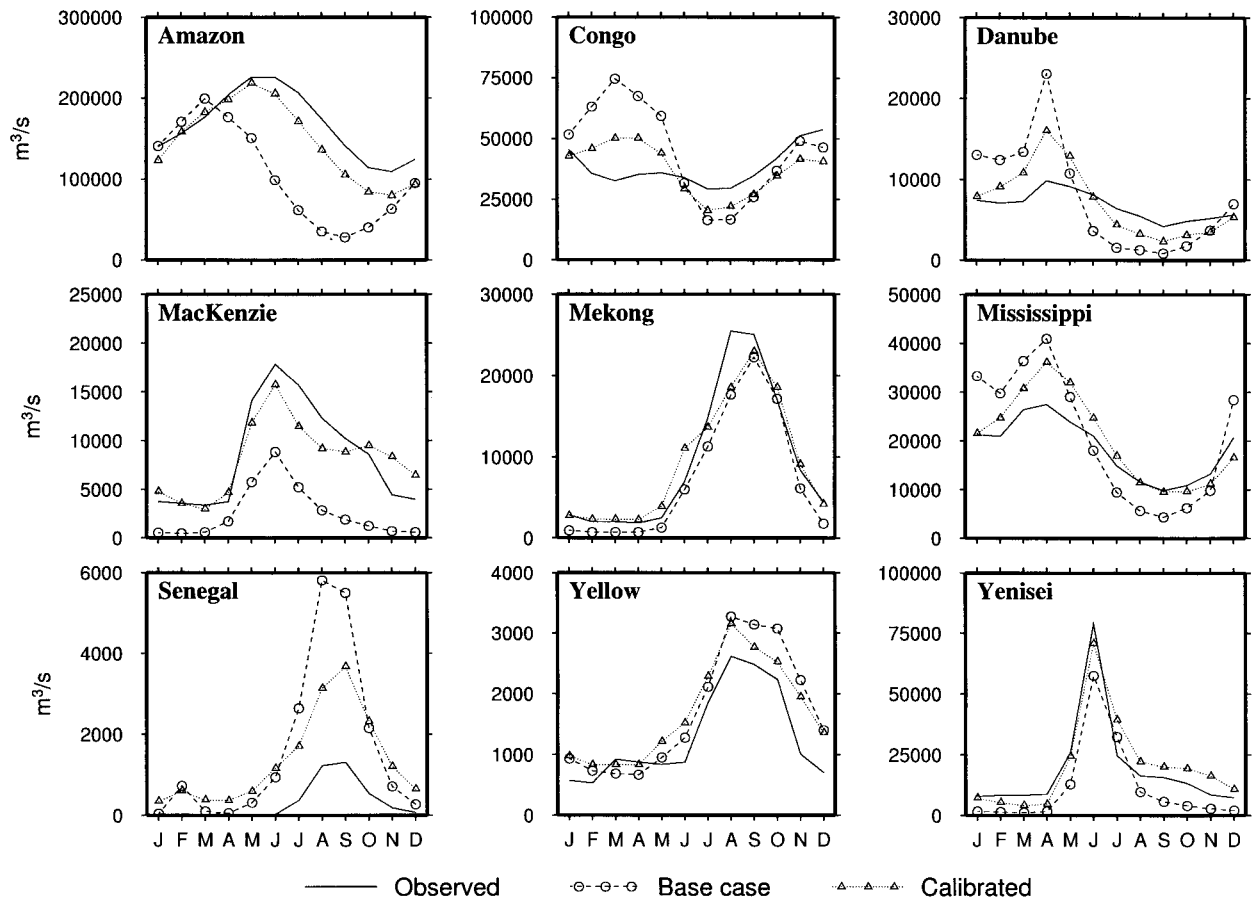 Amazon
Congo
Danube
300000
200000
100000
0
m³/s
100000
75000
50000
25000
0
30000
20000
10000
0
MacKenzie
Mekong
Mississippi
25000
20000
15000
10000
5000
0
m³/s
30000
20000
10000
0
50000
40000
30000
20000
10000
0
Senegal
Yellow
Yenisei
6000
4000
2000
0
m³/s
4000
3000
2000
1000
0
100000
75000
50000
25000
0
J F M A M J J A S O N D
J F M A M J J A S O N D
J F M A M J J A S O N D
Observed
Base case
Calibrated